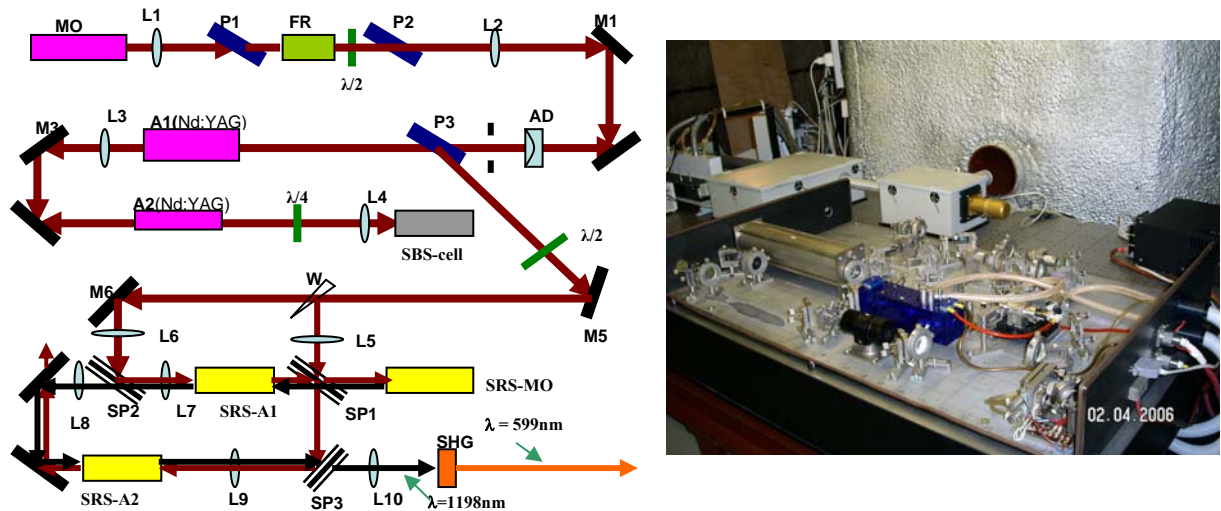 MO L1 P1 FR P2 L2 M1
λ/2
M3 L3 A1(Nd:YAG) P3 AD
A2(Nd:YAG) λ/4 L4
SBS-cell λ/2
M6 W
L6 L5 M5
SP2 L7 SRS-A1 SP1 SRS-MO
L8
λ = 599nm
SHG
SRS-A2 L9 SP3 L10 λ=1198nm
02.04.2006